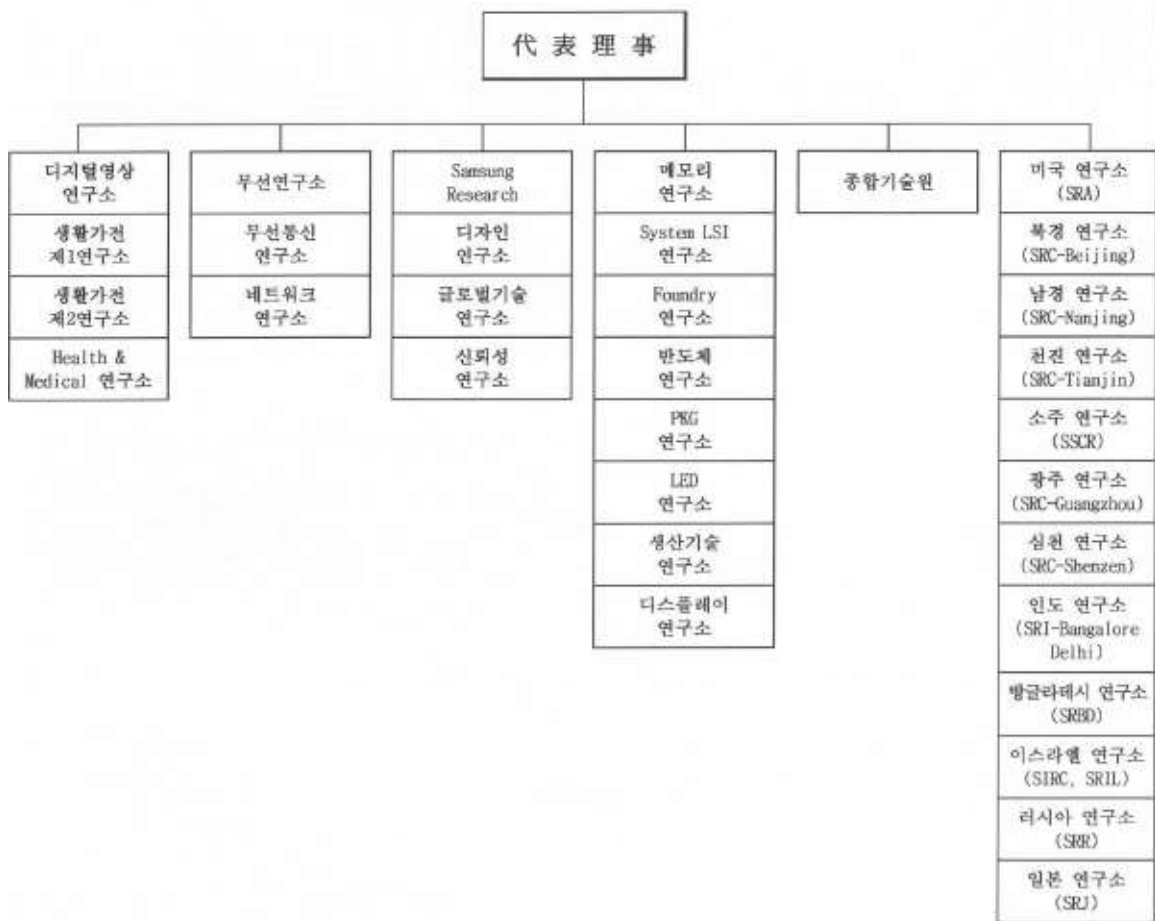 代表理事
디지털영상
연구소
생활가전
제1연구소
생활가전
제2연구소
Health &
Medical 연구소
무선연구소
무선통신
연구소
네트워크
연구소
Samsung
Research
디자인
연구소
글로벌기술
연구소
신뢰성
연구소
메모리
연구소
System LSI
연구소
Foundry
연구소
반도체
연구소
PKG
연구소
LED
연구소
생산기술
연구소
디스플레이
연구소
종합기술원
미국 연구소
(SRA)
북경 연구소
(SRC-Beijing)
남경 연구소
(SRC-Nanjing)
천진 연구소
(SRC-Tianjin)
소주 연구소
(SSCR)
광주 연구소
(SRC-Guangzhou)
심천 연구소
(SRC-Shenzen)
인도 연구소
(SRI-Bangalore
Delhi)
방글라데시 연구소
(SRBD)
이스라엘 연구소
(SIRC, SRIL)
러시아 연구소
(SRR)
일본 연구소
(SRJ)